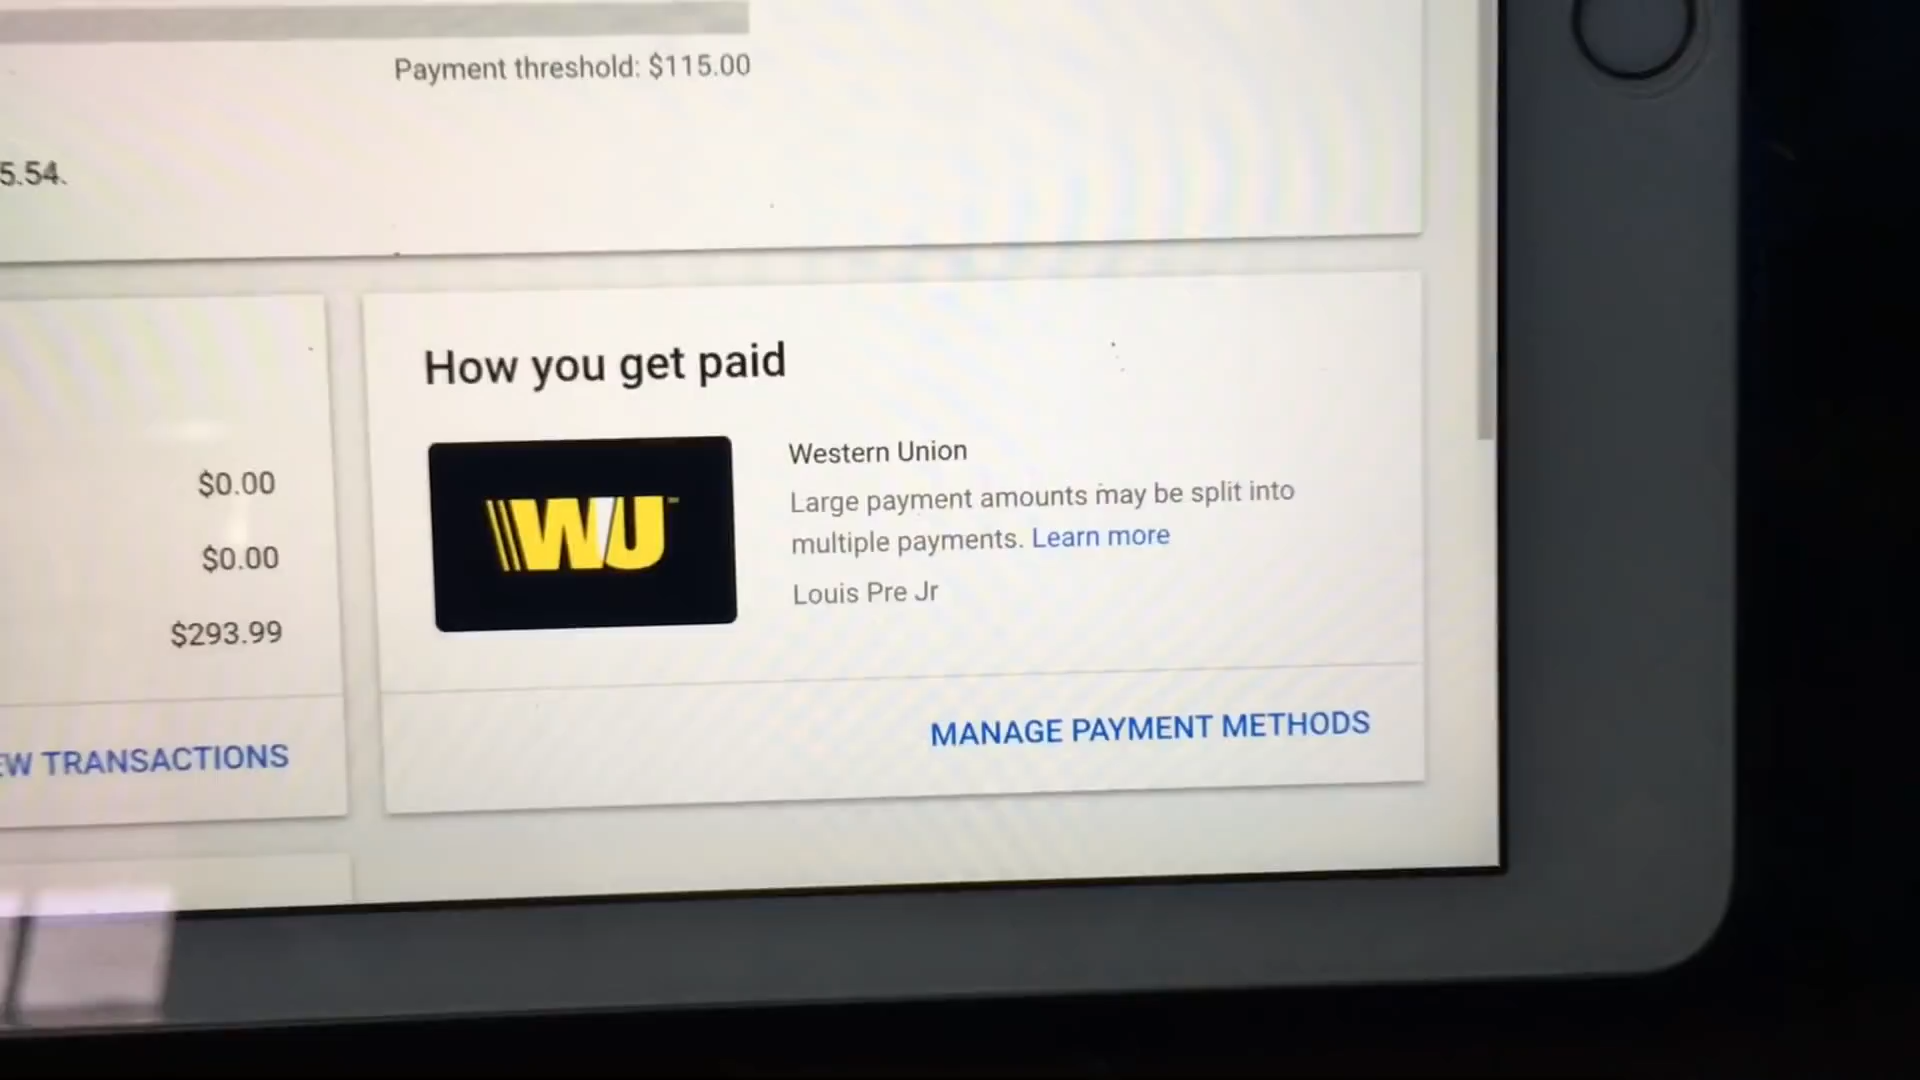 Payment threshold: $115.00
5.54.
How you get paid
WU
Western Union
Large payment amounts may be split into
multiple payments. Learn more
Louis Pre Jr
$0.00
$0.00
$293.99
EW TRANSACTIONS
MANAGE PAYMENT METHODS